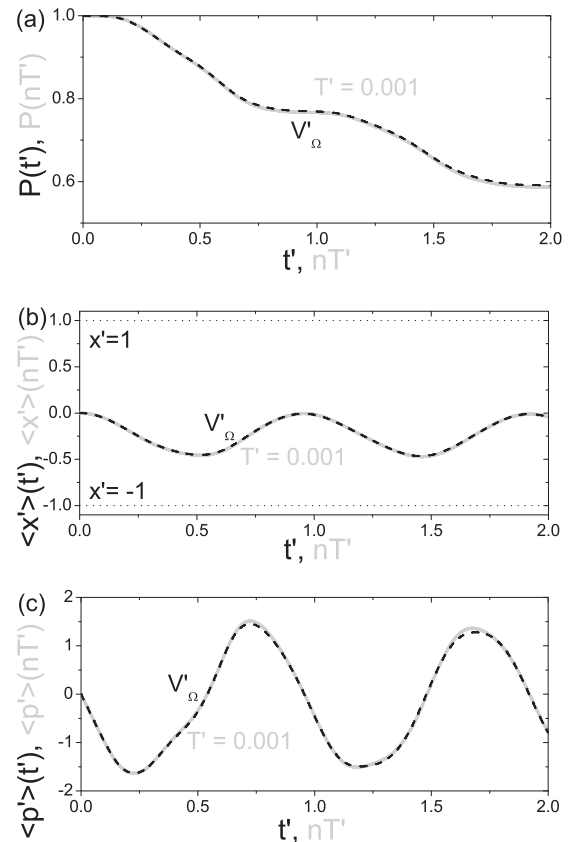 (a)
P(t'), P(nT')
1.0
0.8
0.6
T' = 0.001
V'Ω
0.0 0.5 1.0 1.5 2.0
t', nT'
(b)
<x'>(t'), <x'>(nT')
1.0
0.5
0.0
-0.5
-1.0
x'=1
V'Ω
T' = 0.001
x'= -1
0.0 0.5 1.0 1.5 2.0
t', nT'
(c)
<p'>(t'), <p'>(nT')
2
1
0
-1
-2
V'Ω
T' = 0.001
0.0 0.5 1.0 1.5 2.0
t', nT'